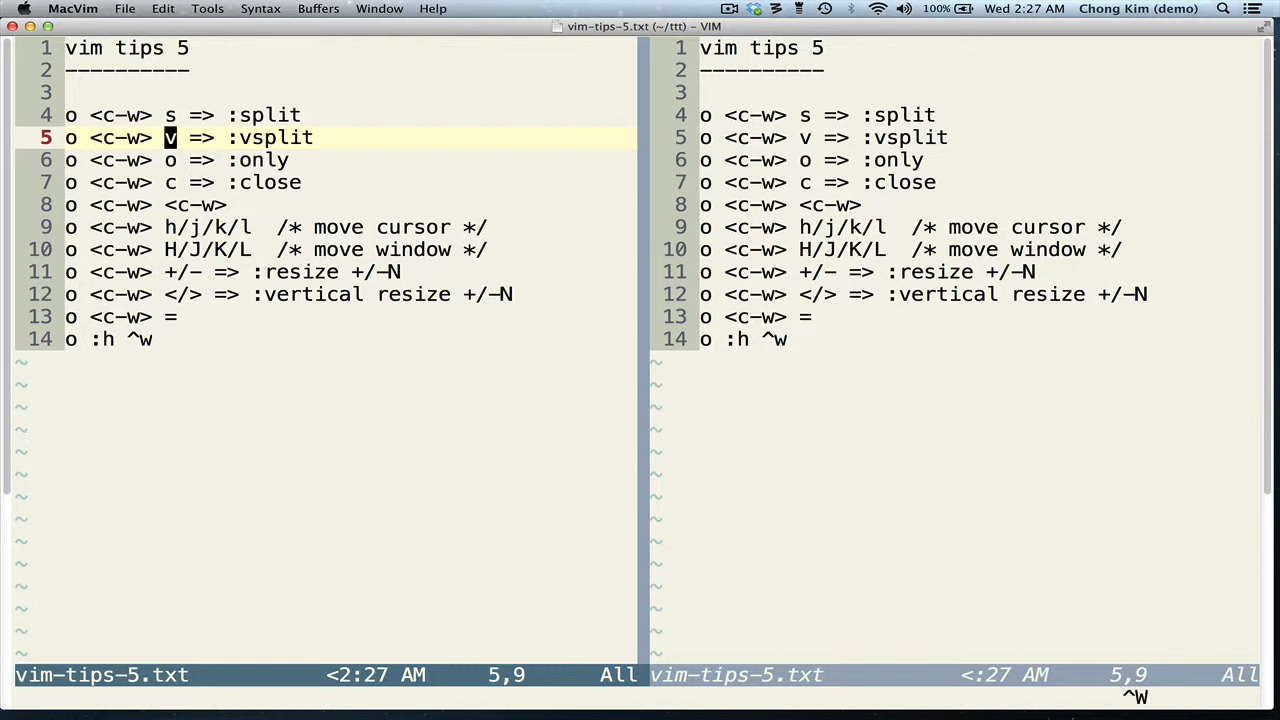 MacVim File Edit Tools Syntax Buffers Window Help 100% Wed 2:27 AM Chong Kim (demo)
vim-tips-5.txt (~/ttt) – VIM
1 vim tips 5
2 ----------
3
4 o <c-w> s => :split
5 o <c-w> v => :vsplit
6 o <c-w> o => :only
7 o <c-w> c => :close
8 o <c-w> <c-w>
9 o <c-w> h/j/k/l /* move cursor */
10 o <c-w> H/J/K/L /* move window */
11 o <c-w> +/- => :resize +/-N
12 o <c-w> </> => :vertical resize +/-N
13 o <c-w> =
14 o :h ^w
~
~
~
~
~
~
~
~
~
~
~
~
~
~
vim-tips-5.txt <2:27 AM 5,9 All
1 vim tips 5
2 ----------
3
4 o <c-w> s => :split
5 o <c-w> v => :vsplit
6 o <c-w> o => :only
7 o <c-w> c => :close
8 o <c-w> <c-w>
9 o <c-w> h/j/k/l /* move cursor */
10 o <c-w> H/J/K/L /* move window */
11 o <c-w> +/- => :resize +/-N
12 o <c-w> </> => :vertical resize +/-N
13 o <c-w> =
14 o :h ^w
~
~
~
~
~
~
~
~
~
~
~
~
~
~
vim-tips-5.txt <:27 AM 5,9 All
^W